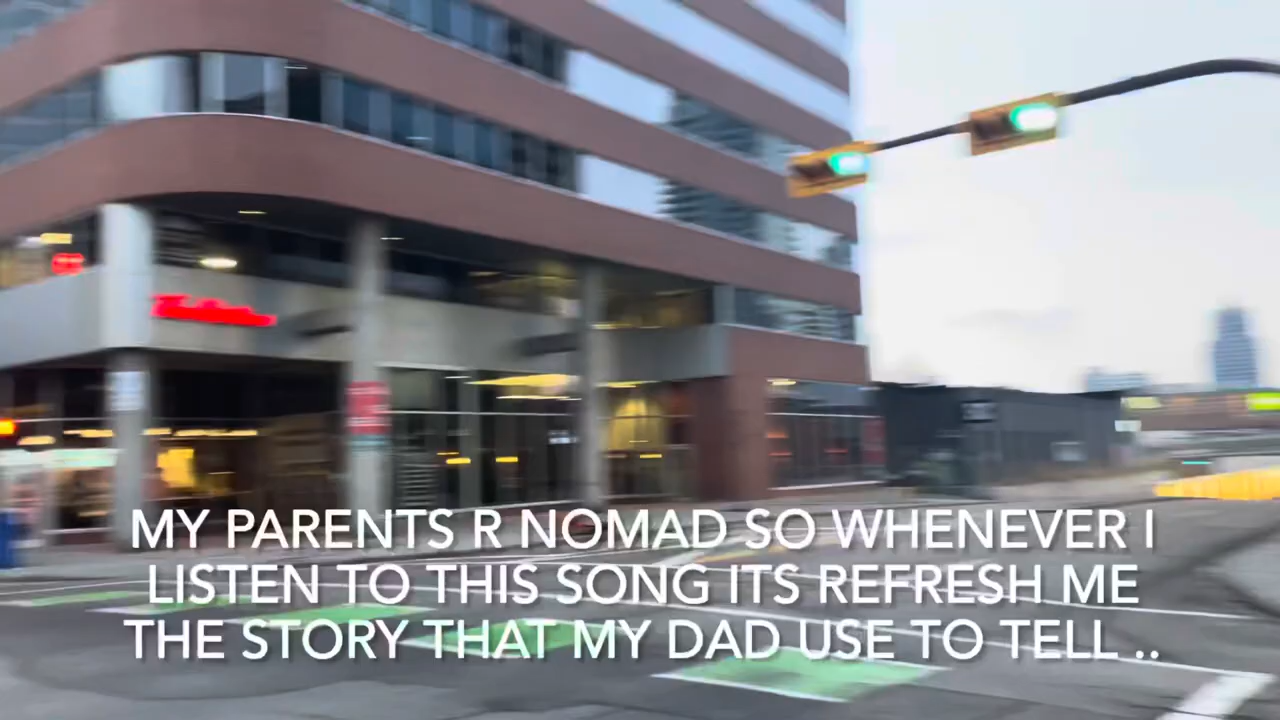 MY PARENTS R NOMAD SO WHENEVER I
LISTEN TO THIS SONG ITS REFRESH ME
THE STORY THAT MY DAD USE TO TELL ..